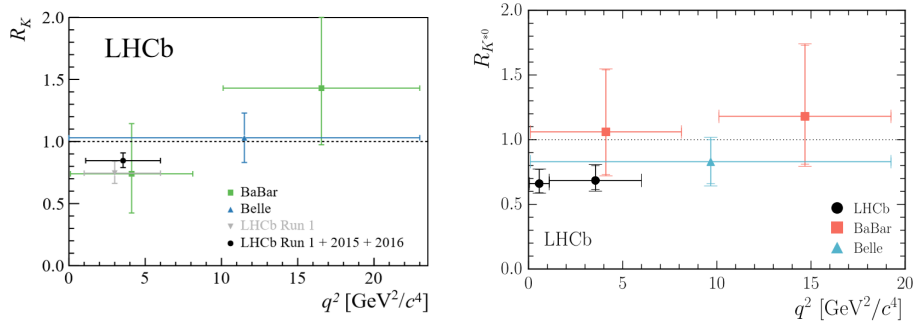 R_K
2.0
1.5
1.0
0.5
0.0
LHCb
BaBar
Belle
LHCb Run 1
LHCb Run 1 + 2015 + 2016
0
5
10
15
20
q² [GeV²/c⁴]
R_{K*0}
2.0
1.5
1.0
0.5
0.0
LHCb
LHCb
BaBar
Belle
0
5
10
15
20
q² [GeV²/c⁴]